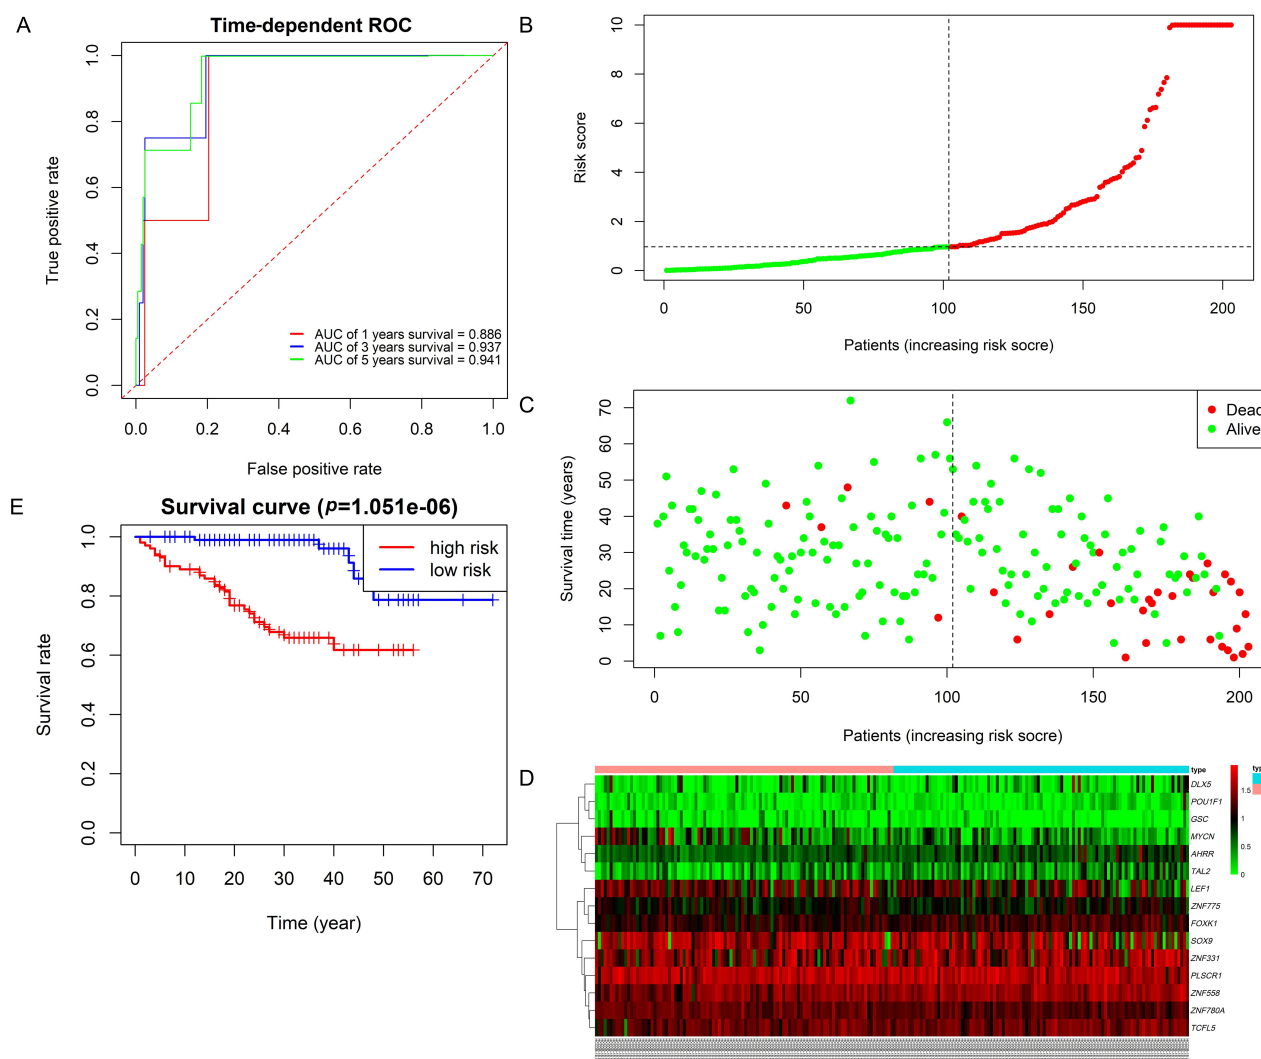 A
Time-dependent ROC
True positive rate
0.0 0.2 0.4 0.6 0.8 1.0
AUC of 1 years survival = 0.886
AUC of 3 years survival = 0.937
AUC of 5 years survival = 0.941
0.0 0.2 0.4 0.6 0.8 1.0
False positive rate
B
Risk score
0 2 4 6 8 10
0 50 100 150 200
Patients (increasing risk socre)
C
Survival time (years)
0 10 20 30 40 50 60 70
Dead
Alive
0 50 100 150 200
Patients (increasing risk socre)
E
Survival curve (p=1.051e-06)
Survival rate
0.0 0.2 0.4 0.6 0.8 1.0
high risk
low risk
0 10 20 30 40 50 60 70
Time (year)
D
type
DLX5
POU1F1
GSC
MYCN
AHRR
TAL2
LEF1
ZNF775
FOXK1
SOX9
ZNF331
PLSCR1
ZNF558
ZNF780A
TCFL5
1.5
1
0.5
0
typ